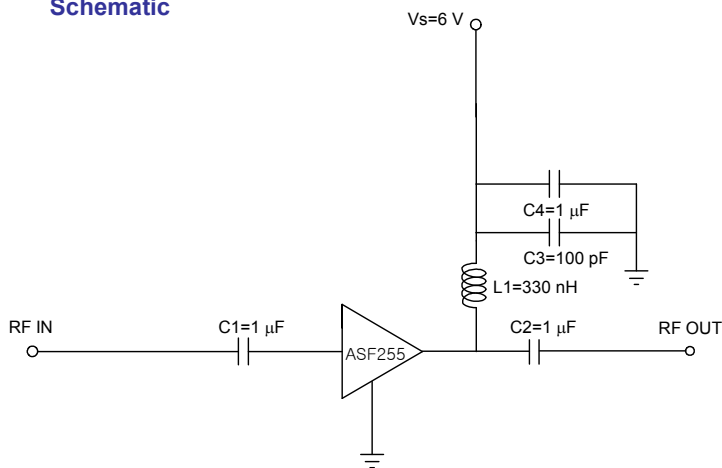 Schematic
Vs=6 V
C4=1 μF
C3=100 pF
L1=330 nH
RF IN
C1=1 μF
ASF255
C2=1 μF
RF OUT